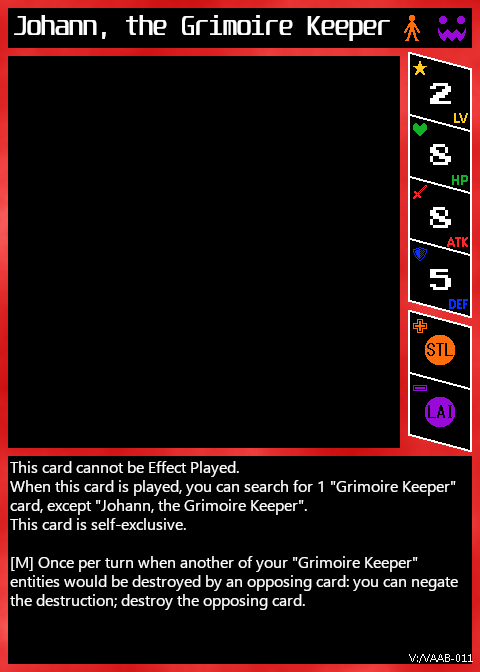 Johann, the Grimoire Keeper
2
LV
8
HP
8
ATK
5
DEF
STL
LAI
This card cannot be Effect Played.
When this card is played, you can search for 1 "Grimoire Keeper"
card, except "Johann, the Grimoire Keeper".
This card is self-exclusive.
[M] Once per turn when another of your "Grimoire Keeper"
entities would be destroyed by an opposing card: you can negate
the destruction; destroy the opposing card.
V:/VAAB-011